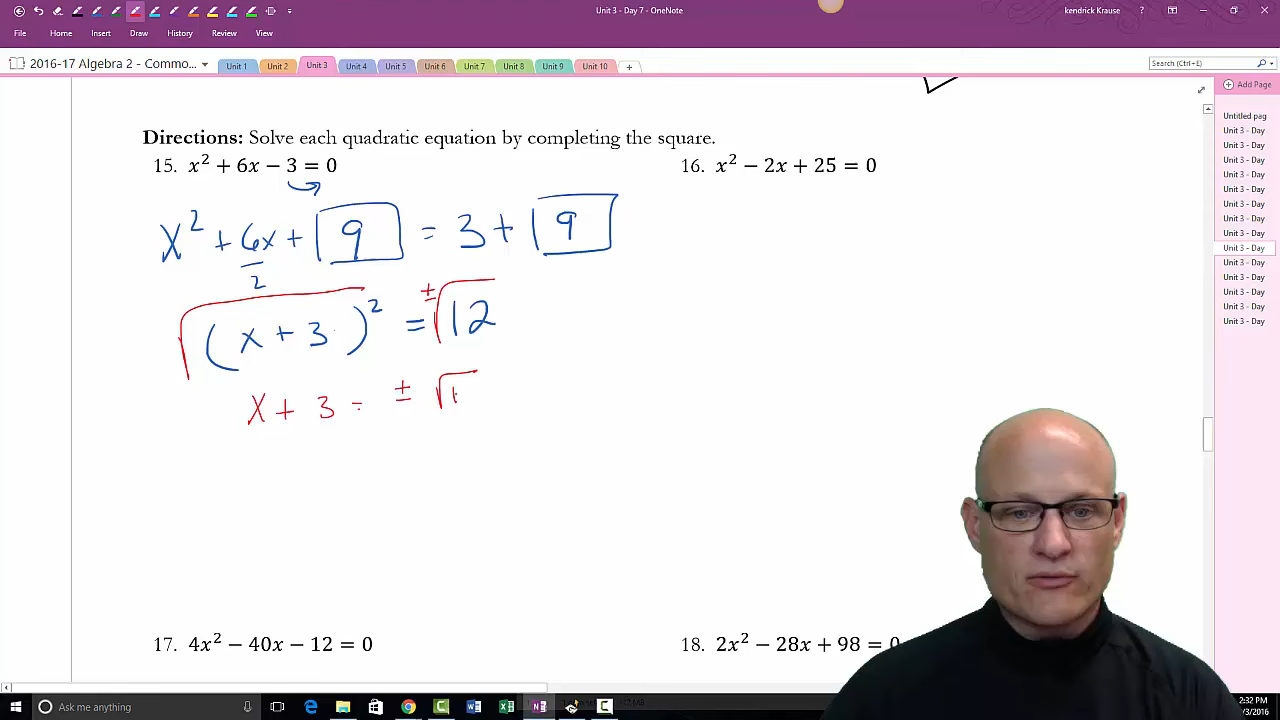 Unit 3 - Day 7 - OneNote
kendrick Krause
?
File Home Insert Draw History Review View
2016-17 Algebra 2 - Commo...
Unit 1 Unit 2 Unit 3 Unit 4 Unit 5 Unit 6 Unit 7 Unit 8 Unit 9 Unit 10 +
Search (Ctrl+E)
Add Page
Untitled pag
Unit 3 - Day
Unit 3 - Day
Unit 3 - Day
Unit 3 - Day
Unit 3 - Day
Unit 3 - Day
Unit 3 - Day
Unit 3 - Day
Unit 3 - Day
Unit 3 - Day
Unit 3 - Day
Unit 3 - Day
Unit 3 - Day
Unit 3 - Day
Directions: Solve each quadratic equation by completing the square.
15. x² + 6x − 3 = 0
x² + 6x + 9 = 3 + 9
2
√(x + 3)² = ±√12
x + 3 = ± √1
16. x² − 2x + 25 = 0
17. 4x² − 40x − 12 = 0
18. 2x² − 28x + 98 = 0
Ask me anything
2:32 PM
/3/2016